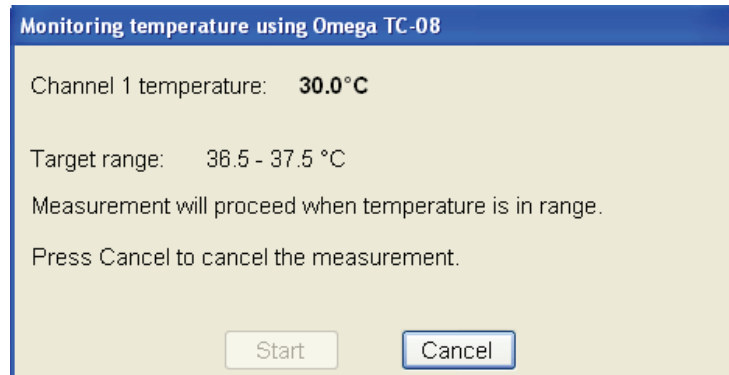 Monitoring temperature using Omega TC-08
Channel 1 temperature: 30.0°C
Target range: 36.5 - 37.5 °C
Measurement will proceed when temperature is in range.
Press Cancel to cancel the measurement.
Start Cancel